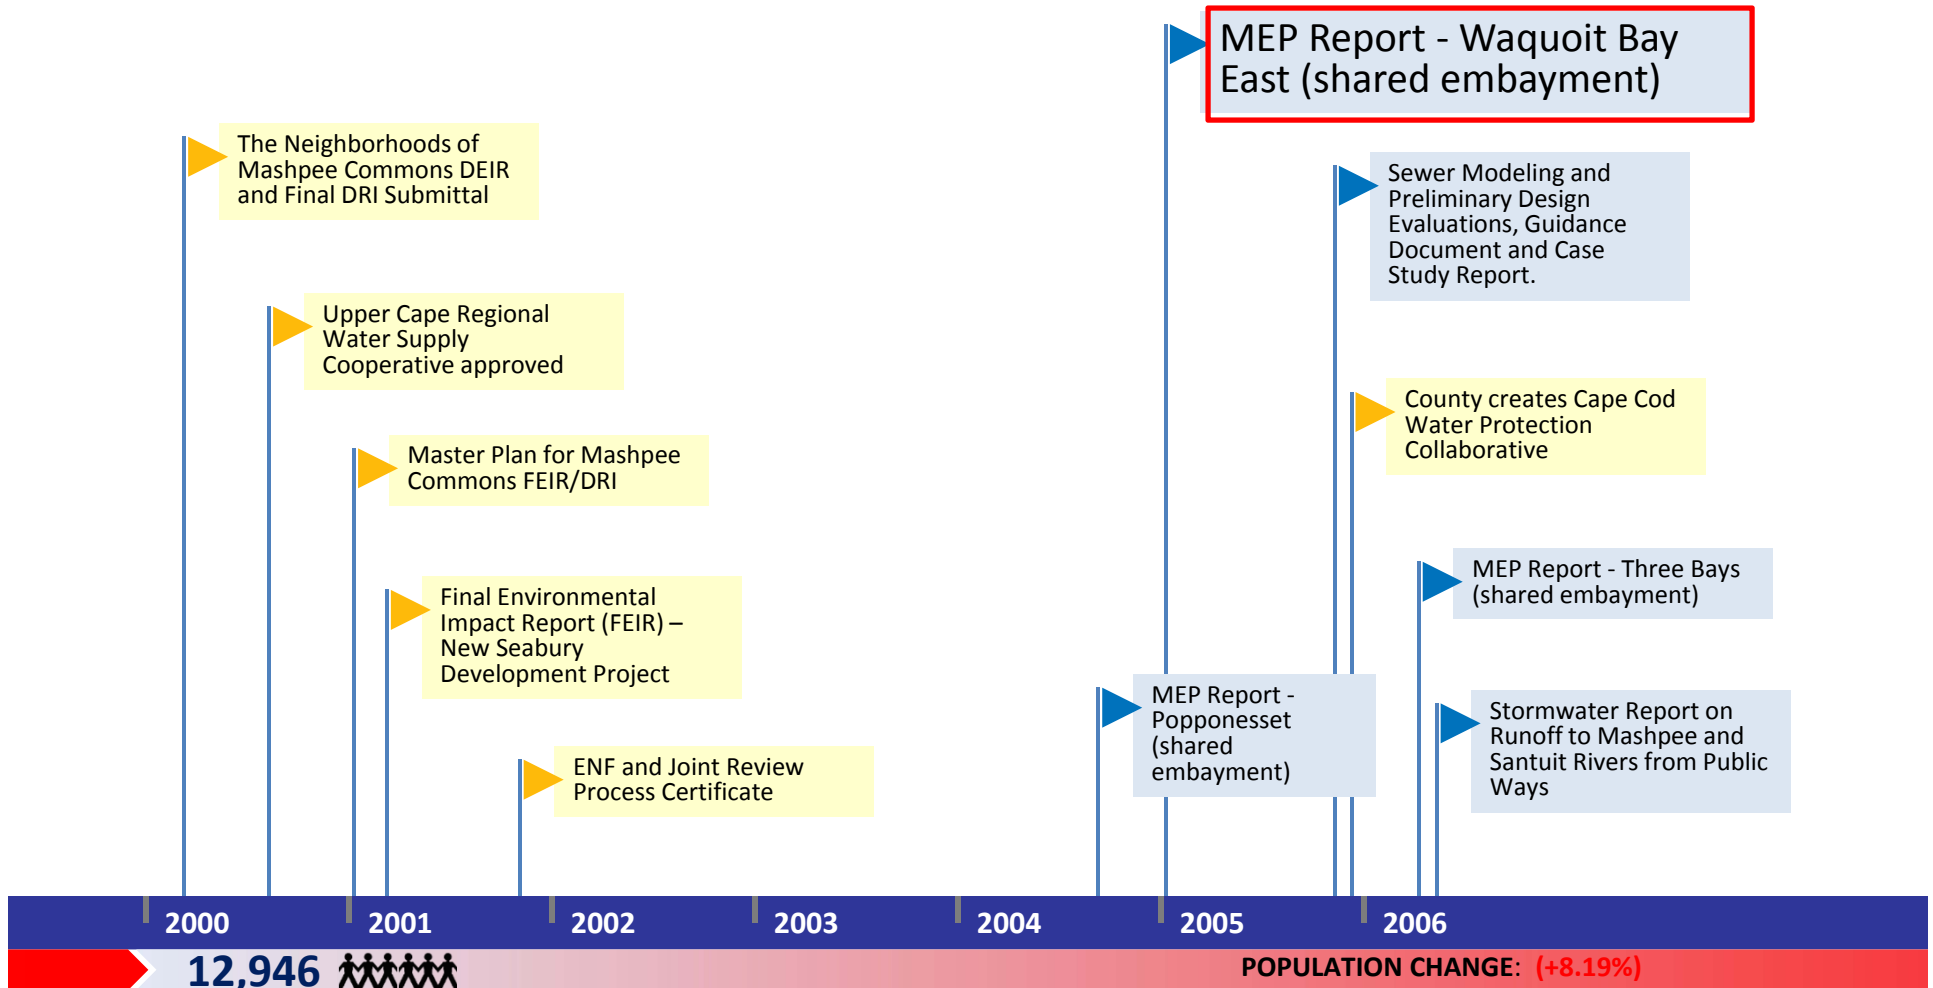 MEP Report - Waquoit Bay
East (shared embayment)
The Neighborhoods of
Mashpee Commons DEIR
and Final DRI Submittal
Sewer Modeling and
Preliminary Design
Evaluations, Guidance
Document and Case
Study Report.
Upper Cape Regional
Water Supply
Cooperative approved
County creates Cape Cod
Water Protection
Collaborative
Master Plan for Mashpee
Commons FEIR/DRI
MEP Report - Three Bays
(shared embayment)
Final Environmental
Impact Report (FEIR) –
New Seabury
Development Project
MEP Report -
Popponesset
(shared
embayment)
Stormwater Report on
Runoff to Mashpee and
Santuit Rivers from Public
Ways
ENF and Joint Review
Process Certificate
2000 2001 2002 2003 2004 2005 2006
12,946 POPULATION CHANGE: (+8.19%)